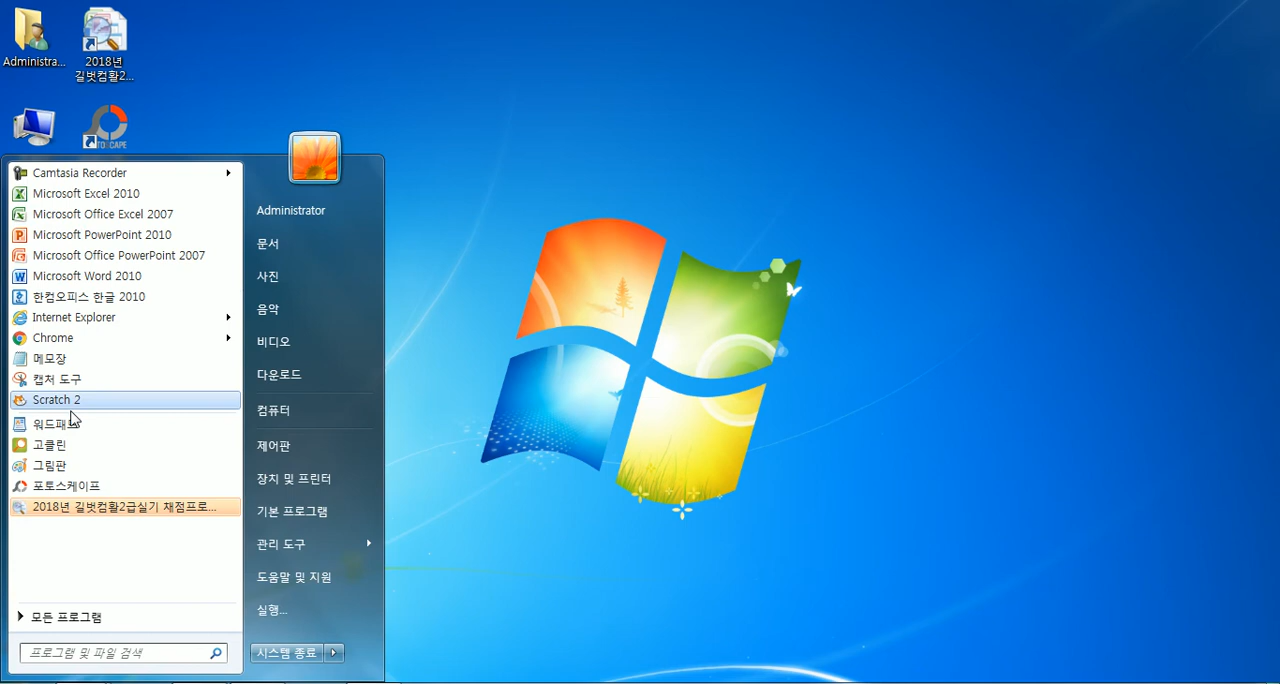 Administra...
2018년
길벗컴활2...
Camtasia Recorder
Microsoft Excel 2010
Microsoft Office Excel 2007
Microsoft PowerPoint 2010
Microsoft Office PowerPoint 2007
Microsoft Word 2010
한컴오피스 한글 2010
Internet Explorer
Chrome
메모장
캡처 도구
Scratch 2
워드패드
고클린
그림판
포토스케이프
2018년 길벗컴활2급실기 채점프로...
모든 프로그램
프로그램 및 파일 검색
Administrator
문서
사진
음악
비디오
다운로드
컴퓨터
제어판
장치 및 프린터
기본 프로그램
관리 도구
도움말 및 지원
실행...
시스템 종료